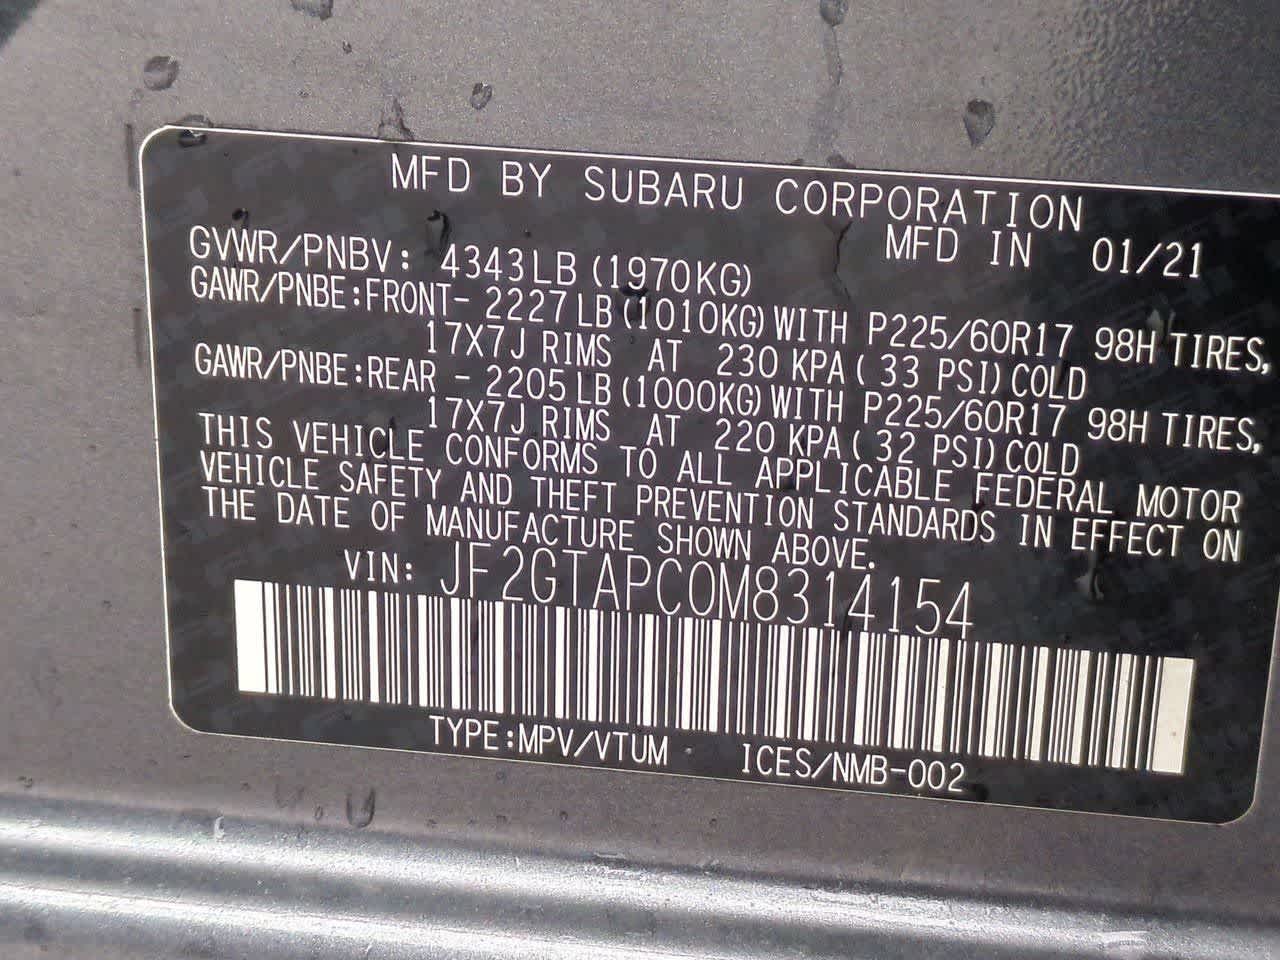 MFD BY SUBARU CORPORATION
MFD IN 01/21
GVWR/PNBV: 4343LB (1970KG)
GAWR/PNBE:FRONT- 2227LB (1010KG) WITH P225/60R17 98H TIRES,
17X7J RIMS AT 230 KPA ( 33 PSI) COLD
GAWR/PNBE:REAR - 2205LB (1000KG) WITH P225/60R17 98H TIRES,
17X7J RIMS AT 220 KPA ( 32 PSI) COLD
THIS VEHICLE CONFORMS TO ALL APPLICABLE FEDERAL MOTOR
VEHICLE SAFETY AND THEFT PREVENTION STANDARDS IN EFFECT ON
THE DATE OF MANUFACTURE SHOWN ABOVE.
VIN: JF2GTAPC0M8314154
TYPE:MPV/VTUM ICES/NMB-002